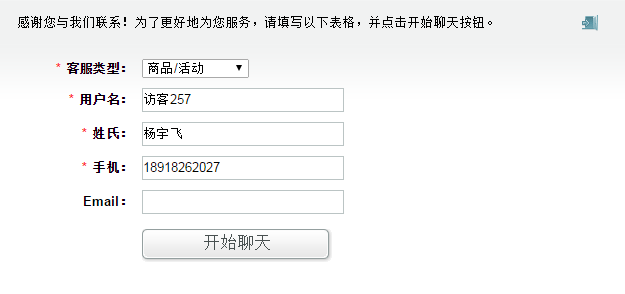 感谢您与我们联系！为了更好地为您服务，请填写以下表格，并点击开始聊天按钮。
* 客服类型： 商品/活动
* 用户名： 访客257
* 姓氏： 杨宇飞
* 手机： 18918262027
Email：
开始聊天